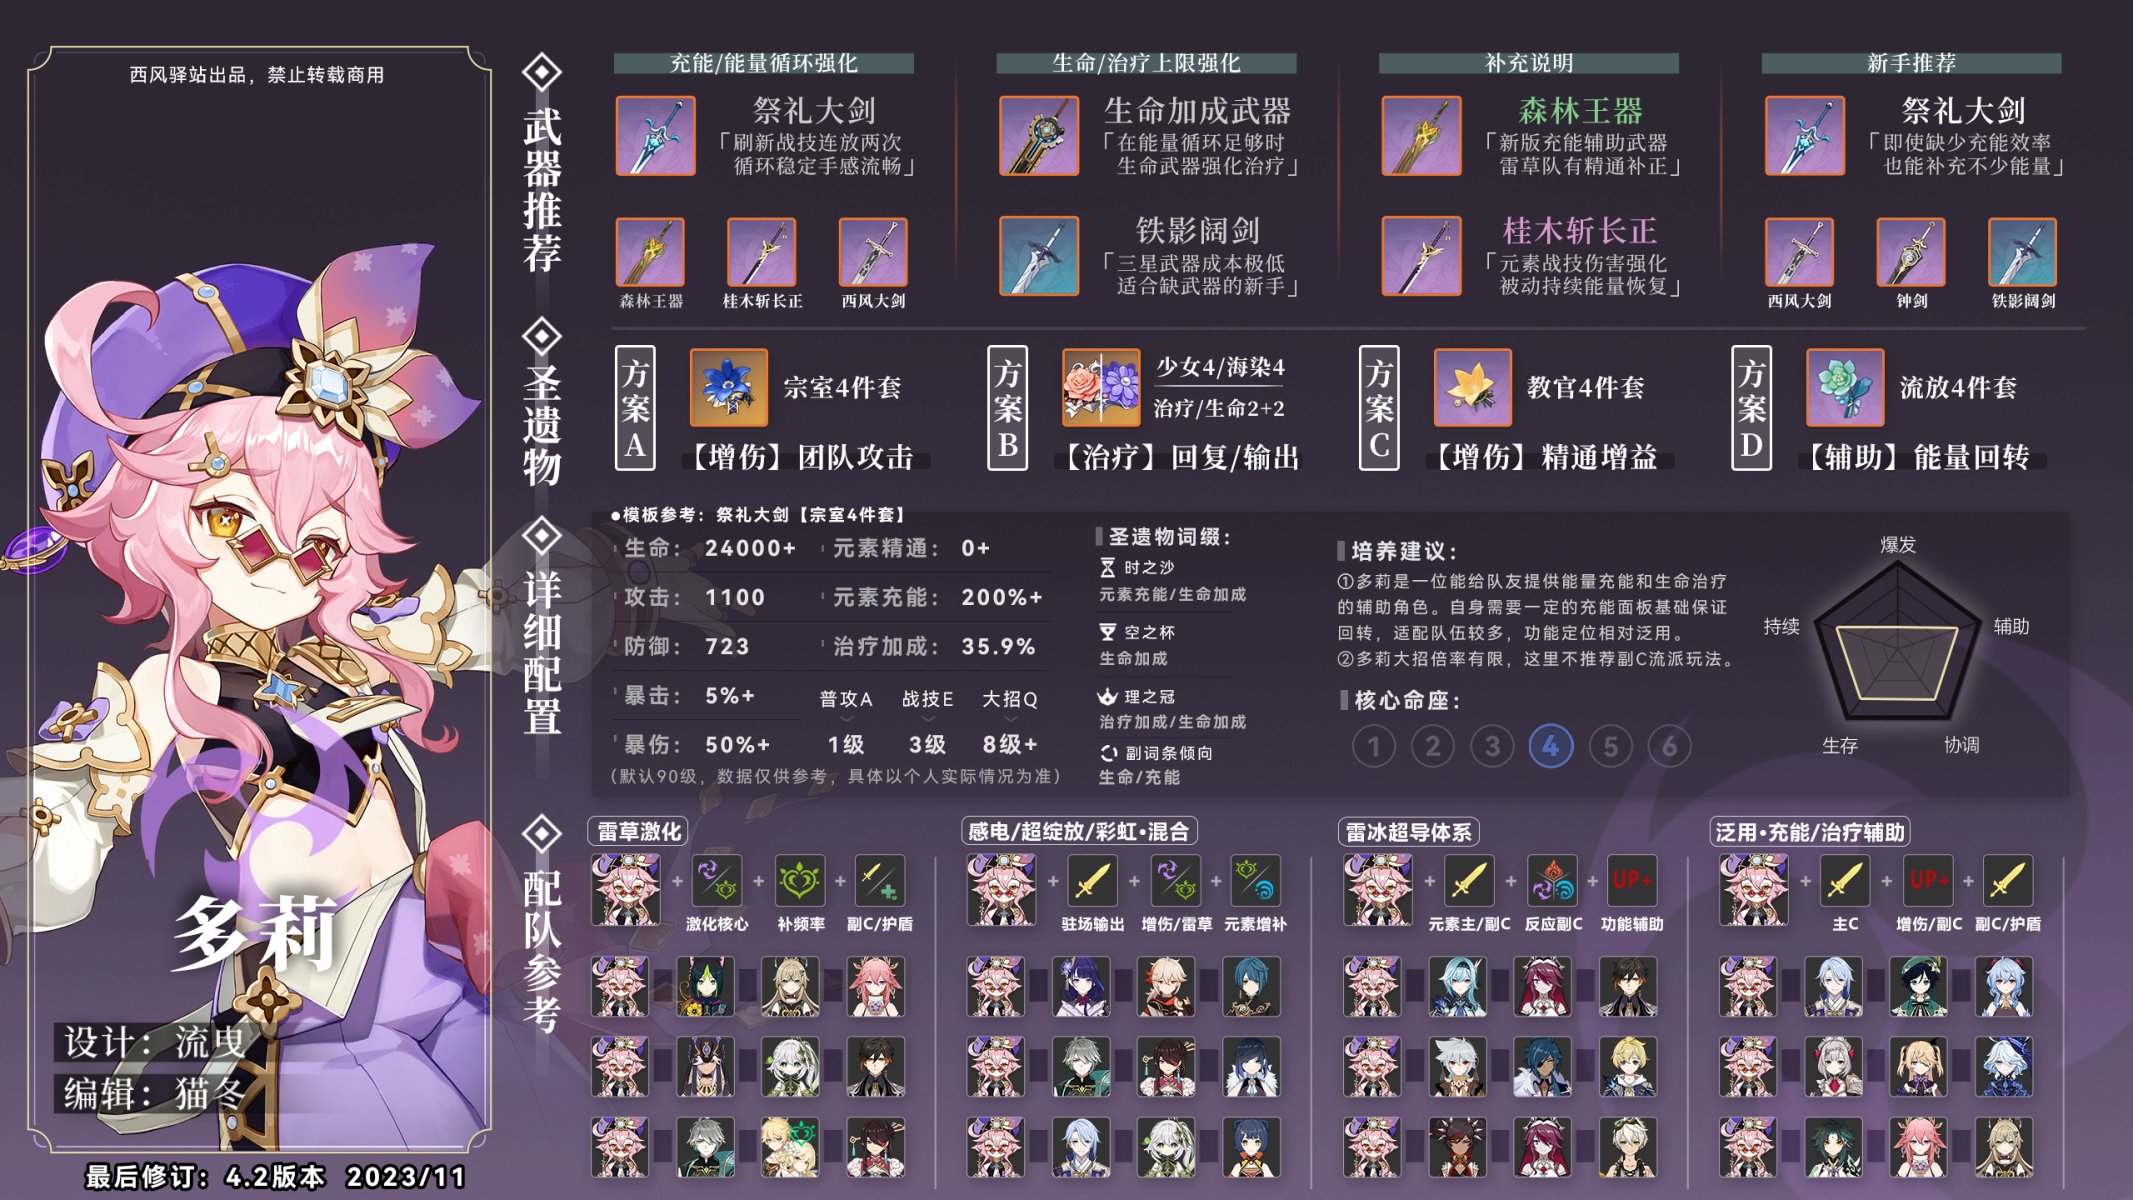 西风驿站出品，禁止转载商用
多莉
设计：流曳
编辑：猫冬
最后修订：4.2版本 2023/11
武器推荐
充能/能量循环强化
祭礼大剑
「刷新战技连放两次
循环稳定手感流畅」
森林王器
桂木斩长正
西风大剑
生命/治疗上限强化
生命加成武器
「在能量循环足够时
生命武器强化治疗」
铁影阔剑
「三星武器成本极低
适合缺武器的新手」
补充说明
森林王器
「新版充能辅助武器
雷草队有精通补正」
桂木斩长正
「元素战技伤害强化
被动持续能量恢复」
新手推荐
祭礼大剑
「即使缺少充能效率
也能补充不少能量」
西风大剑
钟剑
铁影阔剑
圣遗物
方案A
宗室4件套
【增伤】团队攻击
方案B
少女4/海染4
治疗/生命2+2
【治疗】回复/输出
方案C
教官4件套
【增伤】精通增益
方案D
流放4件套
【辅助】能量回转
详细配置
●模板参考：祭礼大剑【宗室4件套】
生命： 24000+ 元素精通： 0+
攻击： 1100 元素充能： 200%+
防御： 723 治疗加成： 35.9%
暴击： 5%+ 普攻A 战技E 大招Q
暴伤： 50%+ 1级 3级 8级+
（默认90级，数据仅供参考，具体以个人实际情况为准）
圣遗物词缀：
时之沙
元素充能/生命加成
空之杯
生命加成
理之冠
治疗加成/生命加成
副词条倾向
生命/充能
培养建议：
①多莉是一位能给队友提供能量充能和生命治疗
的辅助角色。自身需要一定的充能面板基础保证
回转，适配队伍较多，功能定位相对泛用。
②多莉大招倍率有限，这里不推荐副C流派玩法。
核心命座：
1 2 3 4 5 6
爆发
持续
辅助
生存
协调
配队参考
雷草激化
+ + +
激化核心 补频率 副C/护盾
感电/超绽放/彩虹·混合
+ + +
驻场输出 增伤/雷草 元素增补
雷冰超导体系
+ + + UP+
元素主/副C 反应副C 功能辅助
泛用·充能/治疗辅助
+ + UP+ +
主C 增伤/副C 副C/护盾